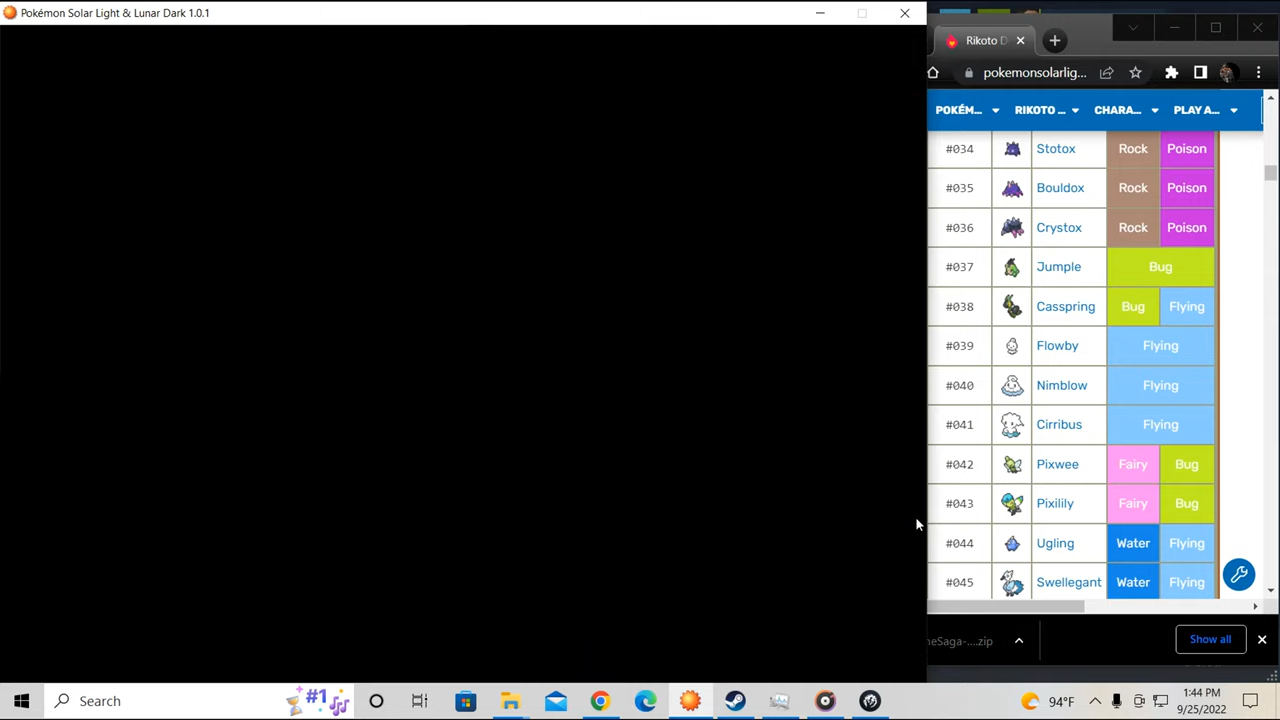 Pokémon Solar Light & Lunar Dark 1.0.1
Rikoto D
pokemonsolarlig...
POKÉM... RIKOTO ... CHARA... PLAY A...
#034 Stotox Rock Poison
#035 Bouldox Rock Poison
#036 Crystox Rock Poison
#037 Jumple Bug
#038 Casspring Bug Flying
#039 Flowby Flying
#040 Nimblow Flying
#041 Cirribus Flying
#042 Pixwee Fairy Bug
#043 Pixilily Fairy Bug
#044 Ugling Water Flying
#045 Swellegant Water Flying
neSaga-....zip Show all
Search #1 94°F 1:44 PM
9/25/2022